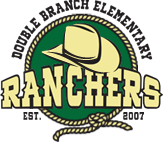 DOUBLE BRANCH ELEMENTARY
RANCHERS
EST. 2007